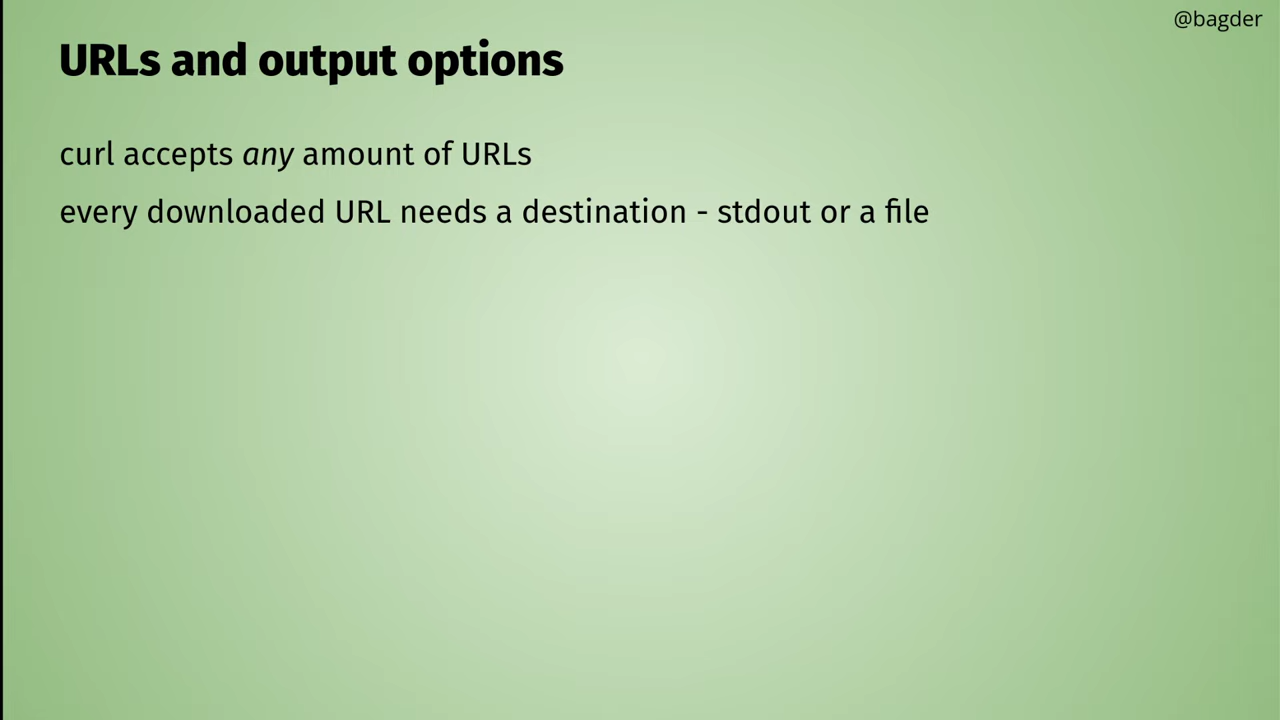 @bagder
URLs and output options
curl accepts any amount of URLs
every downloaded URL needs a destination - stdout or a file